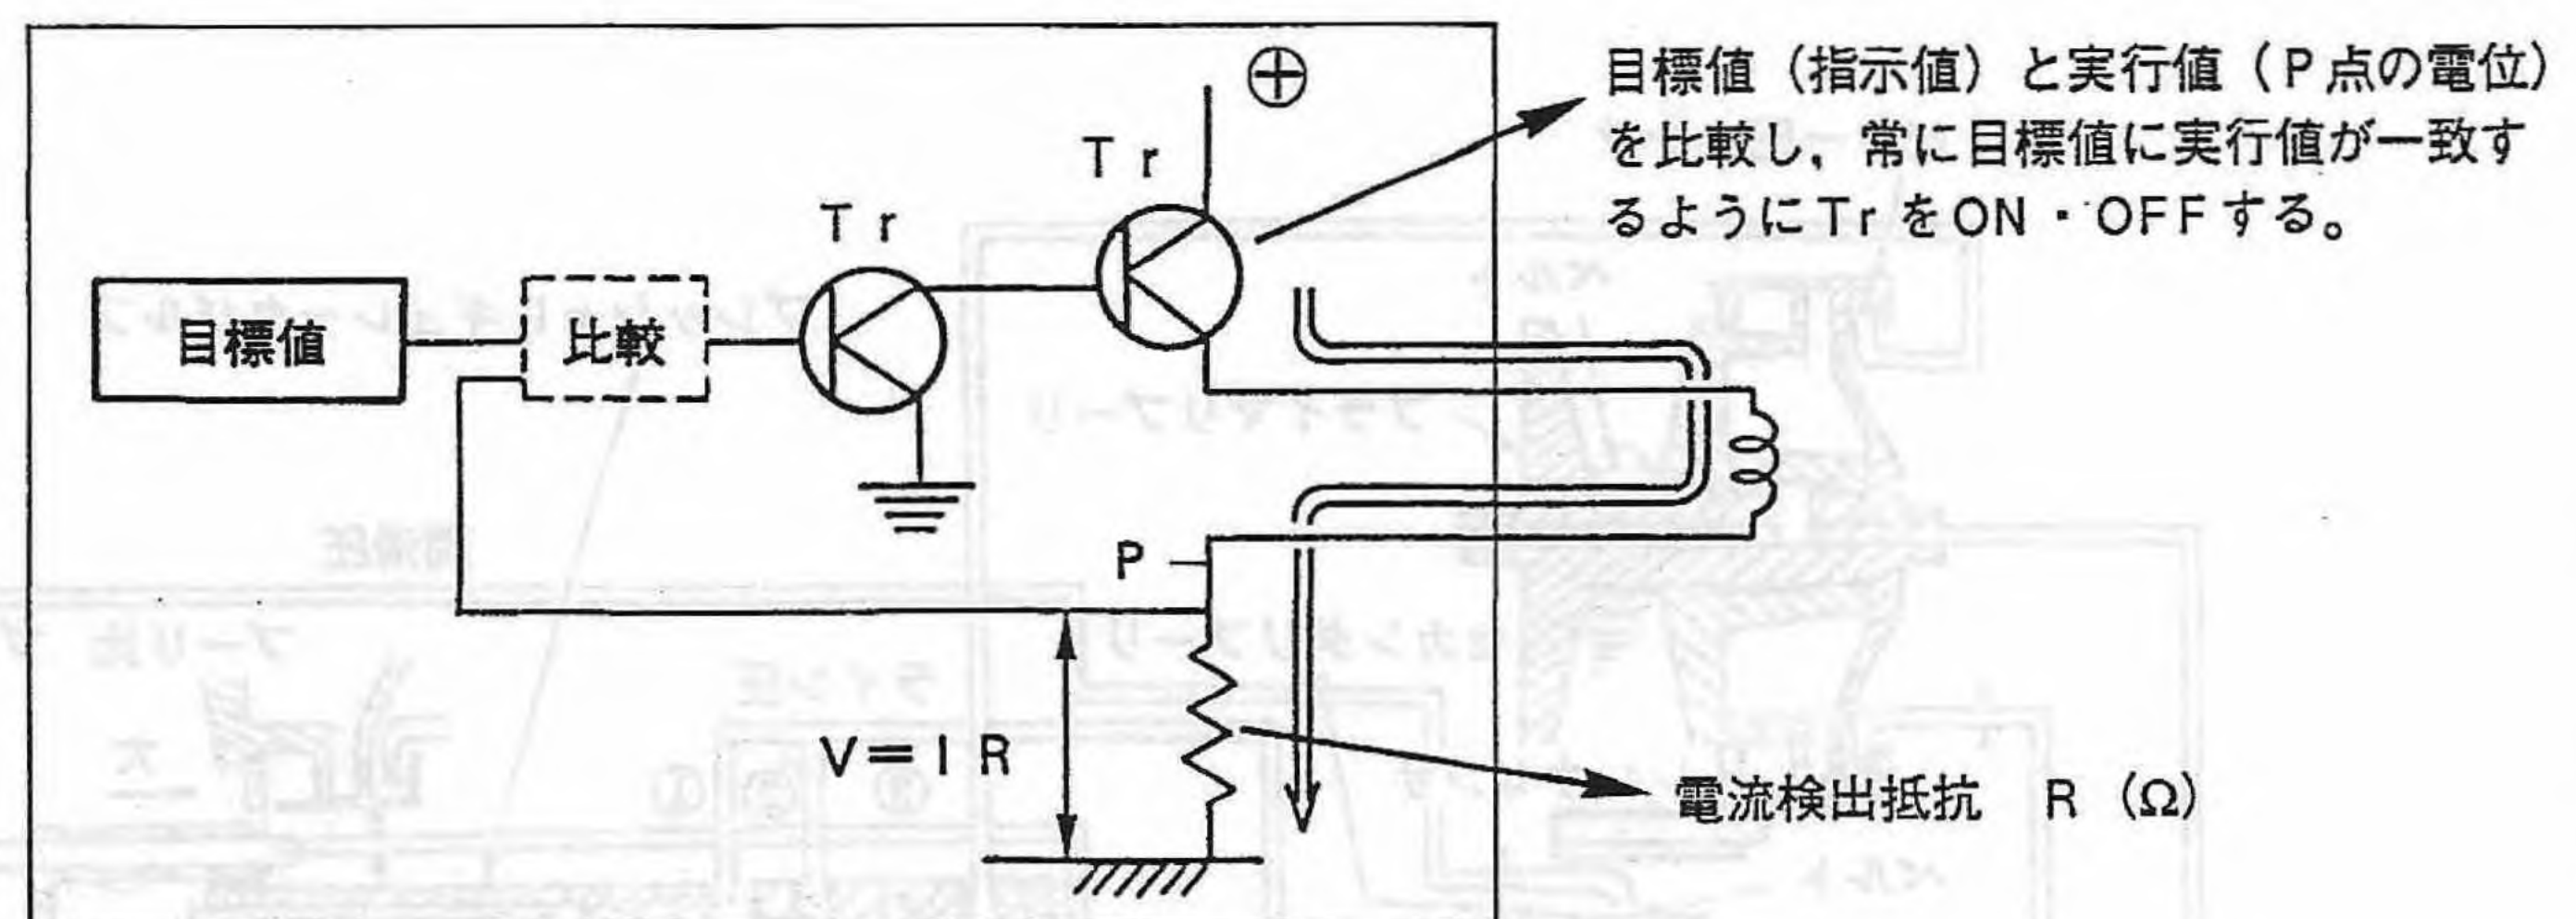 目標値（指示値）と実行値（P点の電位）
を比較し，常に目標値に実行値が一致す
るようにTrをON・OFFする。
⊕
Tr
Tr
目標値
比較
P
V＝IR
電流検出抵抗　R（Ω）